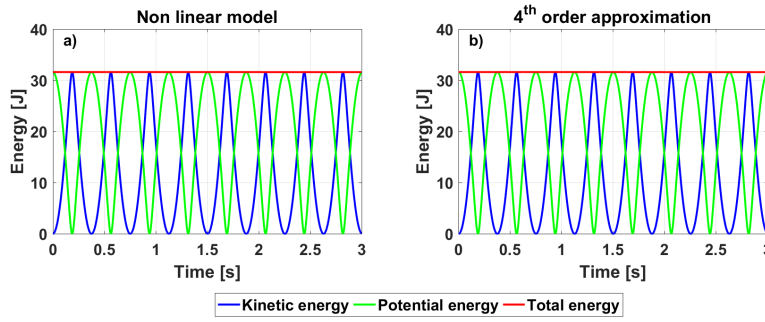 Non linear model
a)
Energy [J]
40
30
20
10
0
0 0.5 1 1.5 2 2.5 3
Time [s]
4th order approximation
b)
Energy [J]
40
30
20
10
0
0 0.5 1 1.5 2 2.5 3
Time [s]
Kinetic energy Potential energy Total energy